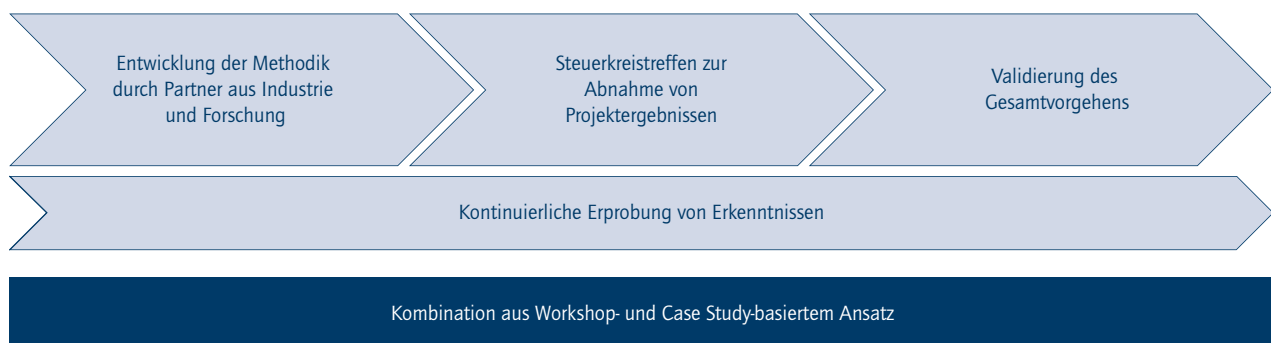 Entwicklung der Methodik
durch Partner aus Industrie
und Forschung
Steuerkreistreffen zur
Abnahme von
Projektergebnissen
Validierung des
Gesamtvorgehens
Kontinuierliche Erprobung von Erkenntnissen
Kombination aus Workshop- und Case Study-basiertem Ansatz